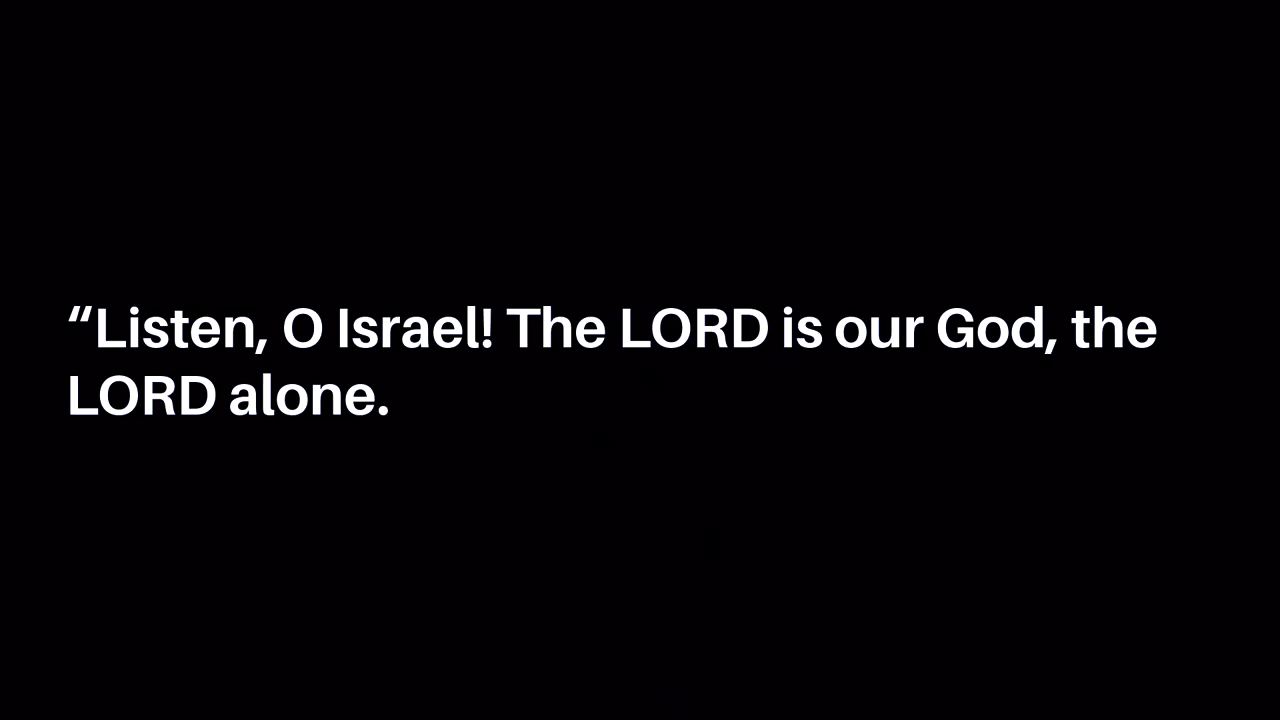 “Listen, O Israel! The LORD is our God, the
LORD alone.